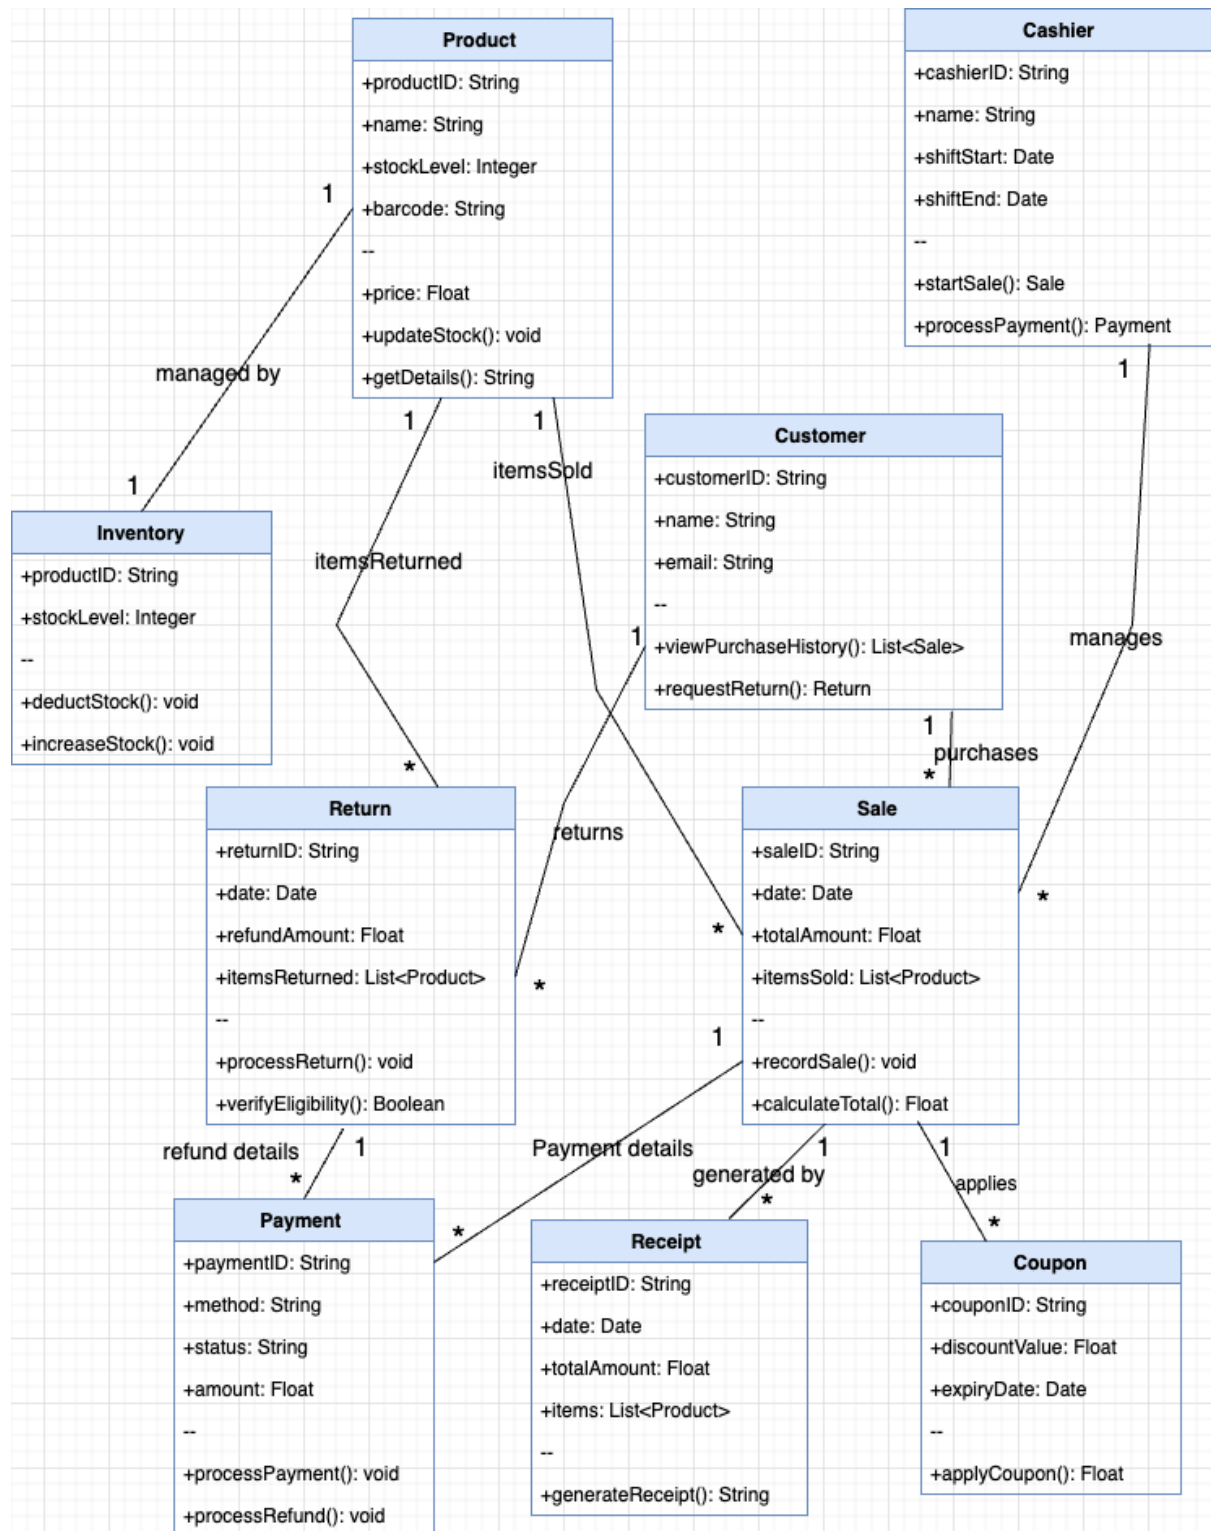 Product
+productID: String
+name: String
+stockLevel: Integer
+barcode: String
--
+price: Float
+updateStock(): void
+getDetails(): String
Cashier
+cashierID: String
+name: String
+shiftStart: Date
+shiftEnd: Date
--
+startSale(): Sale
+processPayment(): Payment
1
managed by
1
1
itemsReturned
*
1
itemsSold
*
1
manages
*
Customer
+customerID: String
+name: String
+email: String
--
+viewPurchaseHistory(): List<Sale>
+requestReturn(): Return
1
returns
*
1
purchases
*
Inventory
+productID: String
+stockLevel: Integer
--
+deductStock(): void
+increaseStock(): void
Return
+returnID: String
+date: Date
+refundAmount: Float
+itemsReturned: List<Product>
--
+processReturn(): void
+verifyEligibility(): Boolean
Sale
+saleID: String
+date: Date
+totalAmount: Float
+itemsSold: List<Product>
--
+recordSale(): void
+calculateTotal(): Float
1
refund details
*
1
Payment details
*
1
generated by
*
1
applies
*
Payment
+paymentID: String
+method: String
+status: String
+amount: Float
--
+processPayment(): void
+processRefund(): void
Receipt
+receiptID: String
+date: Date
+totalAmount: Float
+items: List<Product>
--
+generateReceipt(): String
Coupon
+couponID: String
+discountValue: Float
+expiryDate: Date
--
+applyCoupon(): Float